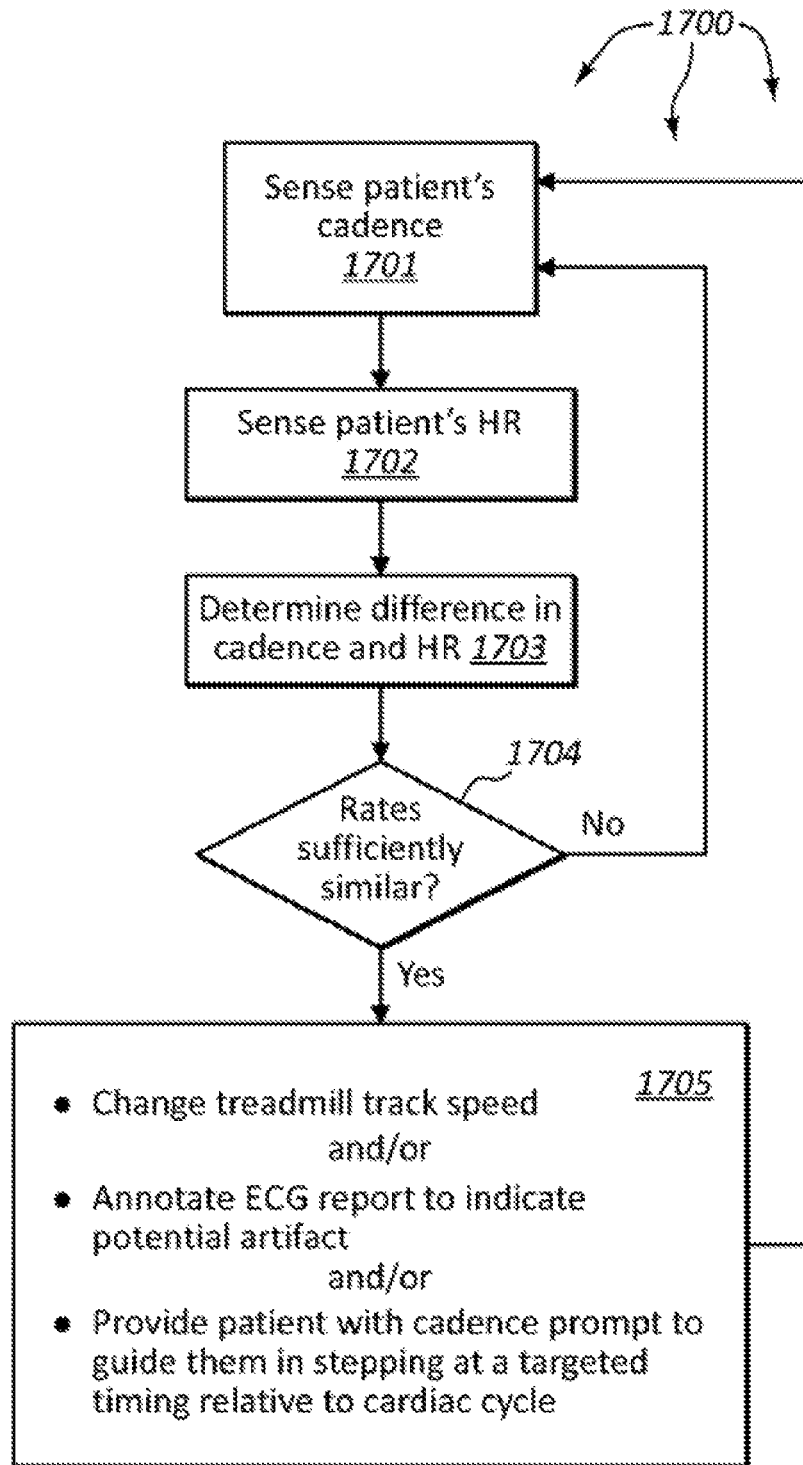 1700
Sense patient's
cadence
1701
Sense patient's HR
1702
Determine difference in
cadence and HR 1703
1704
Rates
sufficiently
similar?
No
Yes
1705
• Change treadmill track speed
and/or
• Annotate ECG report to indicate
potential artifact
and/or
• Provide patient with cadence prompt to
guide them in stepping at a targeted
timing relative to cardiac cycle